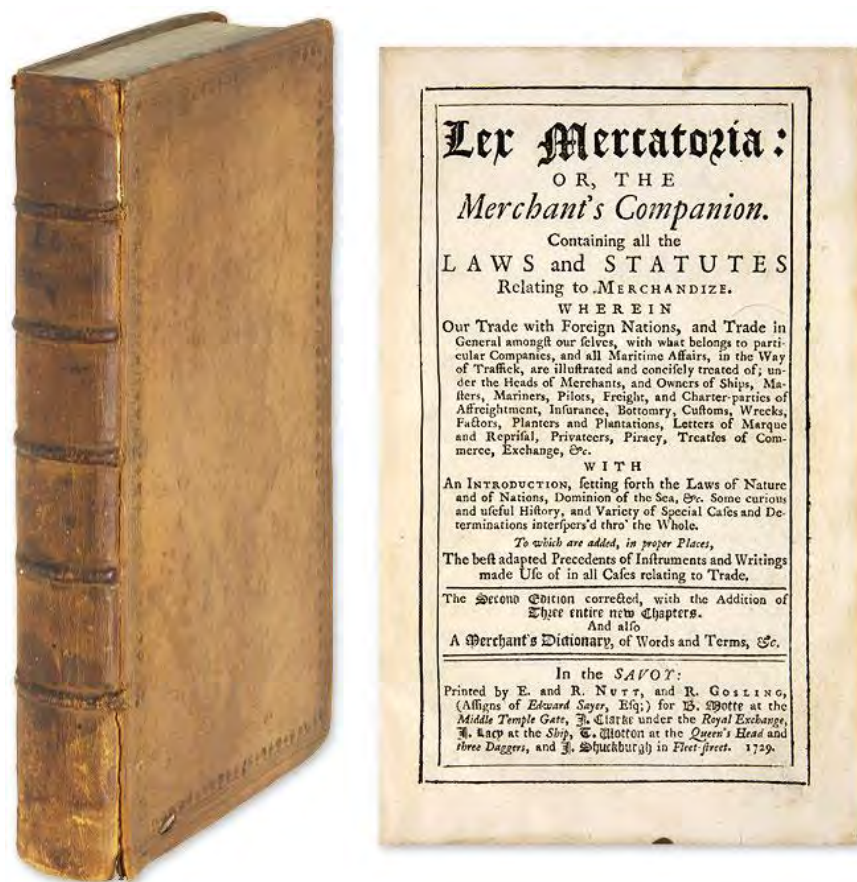 Lex Mercatoria:
OR, THE
Merchant's Companion.
Containing all the
LAWS and STATUTES
Relating to MERCHANDIZE.
WHEREIN
Our Trade with Foreign Nations, and Trade in
General amongſt our ſelves, with what belongs to parti-
cular Companies, and all Maritime Affairs, in the Way
of Traffick, are illuſtrated and conciſely treated of; un-
der the Heads of Merchants, and Owners of Ships, Ma-
ſters, Mariners, Pilots, Freight, and Charter-parties of
Affreightment, Inſurance, Bottomry, Cuſtoms, Wrecks,
Factors, Planters and Plantations, Letters of Marque
and Repriſal, Privateers, Piracy, Treaties of Com-
merce, Exchange, &c.
WITH
An INTRODUCTION, ſetting forth the Laws of Nature
and of Nations, Dominion of the Sea, &c. Some curious
and uſeful Hiſtory, and Variety of Special Caſes and De-
terminations interſpers'd thro' the Whole.
To which are added, in proper Places,
The beſt adapted Precedents of Inſtruments and Writings
made Uſe of in all Caſes relating to Trade.
The Second Edition corrected, with the Addition of
Three entire new Chapters.
And alſo
A Merchant's Dictionary, of Words and Terms, &c.
In the SAVOY:
Printed by E. and R. NUTT, and R. GOSLING,
(Aſſigns of Edward Sayer, Eſq;) for B. Motte at the
Middle Temple Gate, J. Clarke under the Royal Exchange,
J. Lacy at the Ship, T. Wotton at the Queen's Head and
three Daggers, and J. Shuckburgh in Fleet-ſtreet. 1729.